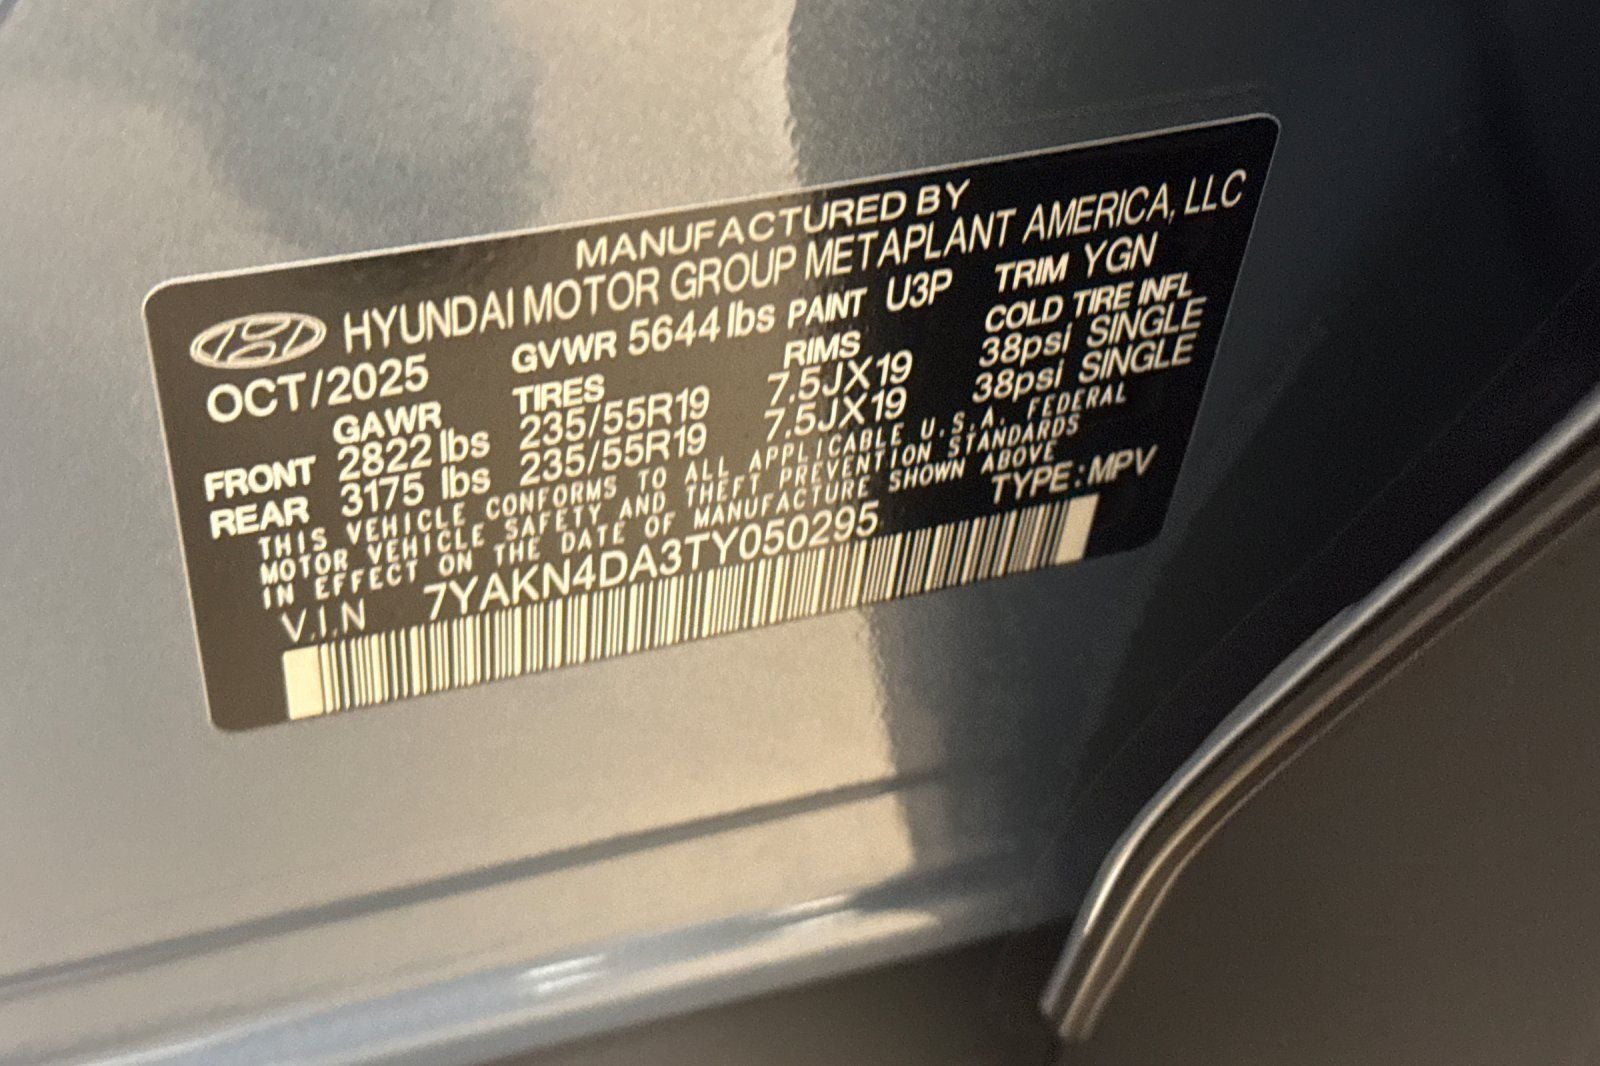 MANUFACTURED BY
HYUNDAI MOTOR GROUP METAPLANT AMERICA, LLC
OCT/2025 GVWR 5644 lbs PAINT U3P TRIM YGN
GAWR TIRES RIMS COLD TIRE INFL
FRONT 2822 lbs 235/55R19 7.5JX19 38psi SINGLE
REAR 3175 lbs 235/55R19 7.5JX19 38psi SINGLE
THIS VEHICLE CONFORMS TO ALL APPLICABLE U.S.A. FEDERAL
MOTOR VEHICLE SAFETY AND THEFT PREVENTION STANDARDS
IN EFFECT ON THE DATE OF MANUFACTURE SHOWN ABOVE
V.I.N 7YAKN4DA3TY050295 TYPE: MPV